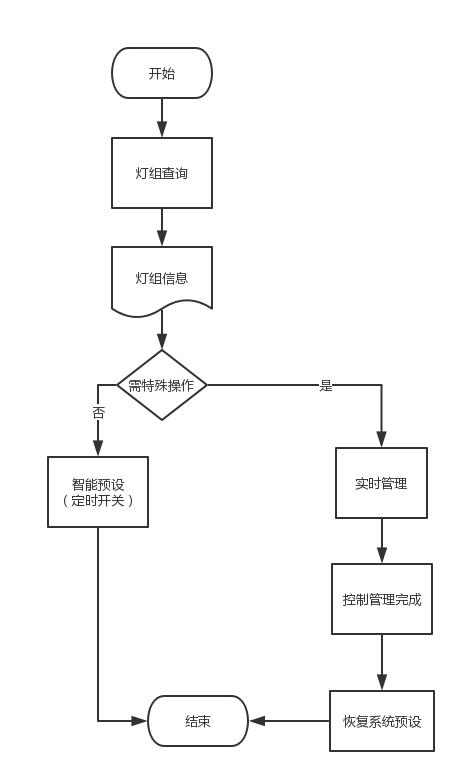 开始
灯组查询
灯组信息
需特殊操作
是
否
智能预设
（定时开关）
实时管理
控制管理完成
恢复系统预设
结束